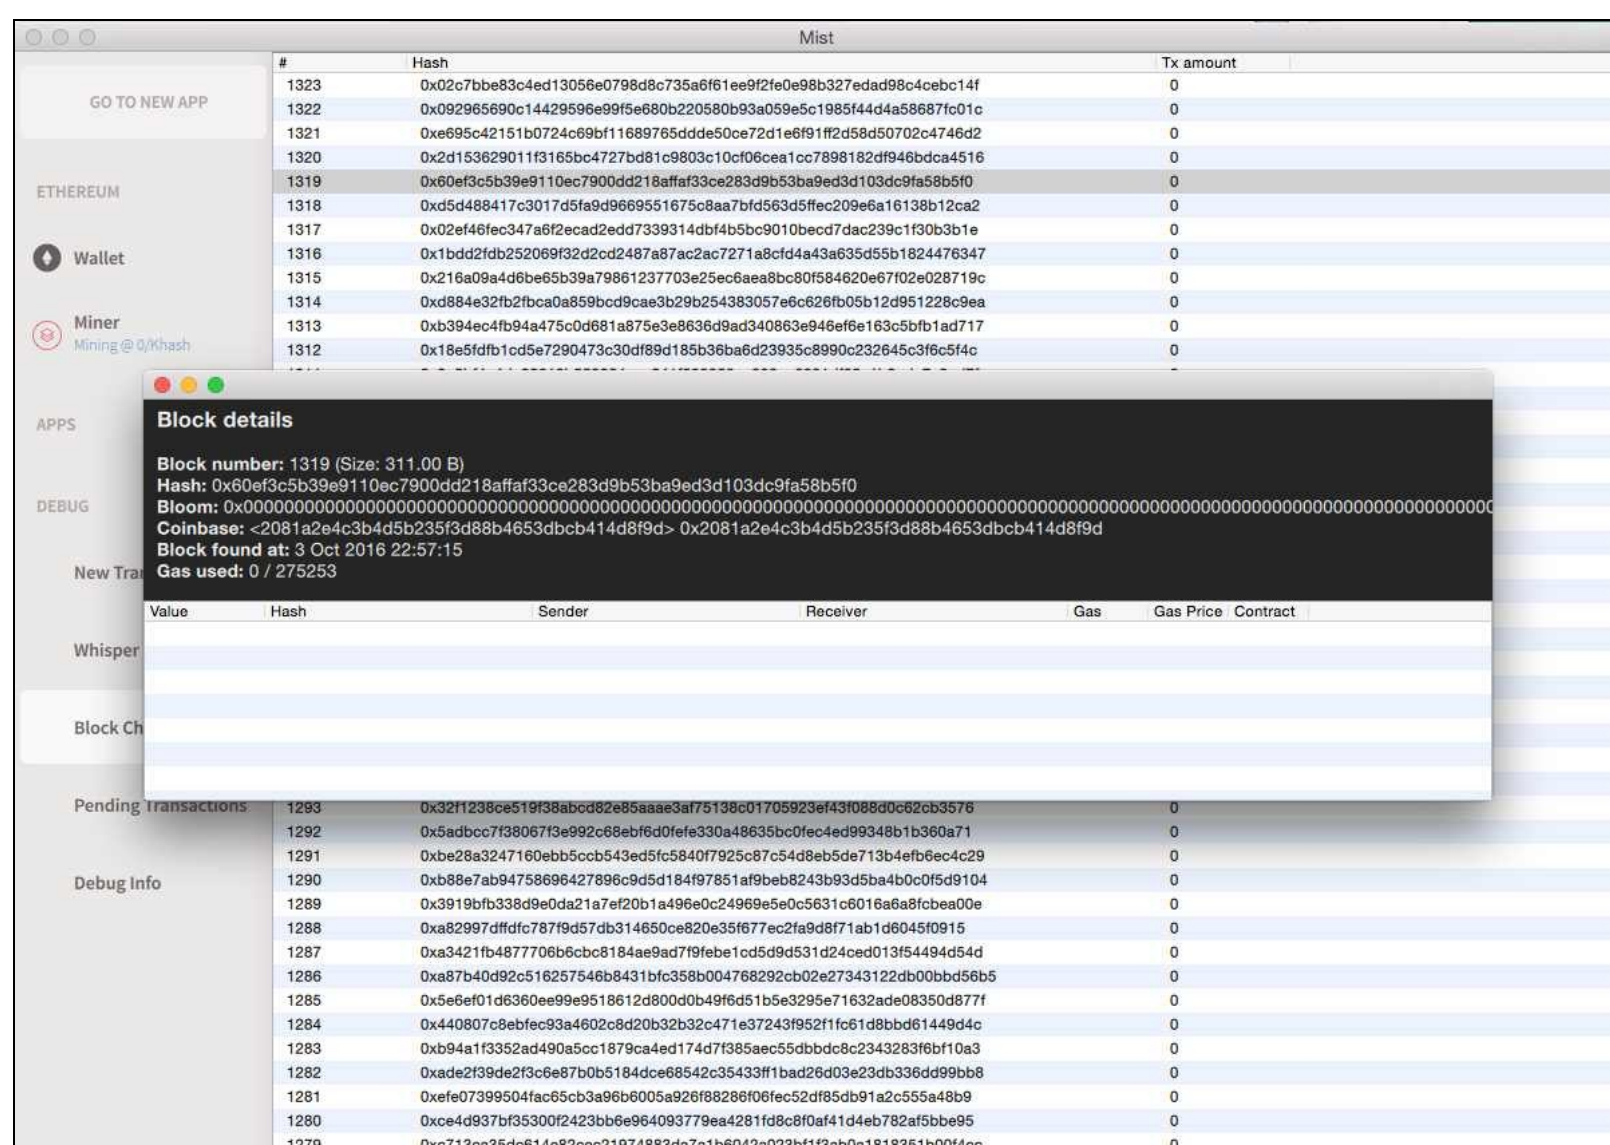 Mist
# Hash Tx amount
GO TO NEW APP
ETHEREUM
Wallet
Miner
Mining @ 0/Khash
APPS
DEBUG
New Tra
Whisper
Block Ch
Pending Transactions
Debug Info
1323 0x02c7bbe83c4ed13056e0798d8c735a6f61ee9f2fe0e98b327edad98c4cebc14f 0
1322 0x092965690c14429596e99f5e680b220580b93a059e5c1985f44d4a58687fc01c 0
1321 0xe695c42151b0724c69bf11689765ddde50ce72d1e6f91ff2d58d50702c4746d2 0
1320 0x2d153629011f3165bc4727bd81c9803c10cf06cea1cc7898182df946bdca4516 0
1319 0x60ef3c5b39e9110ec7900dd218affaf33ce283d9b53ba9ed3d103dc9fa58b5f0 0
1318 0xd5d488417c3017d5fa9d9669551675c8aa7bfd563d5ffec209e6a16138b12ca2 0
1317 0x02ef46fec347a6f2ecad2edd7339314dbf4b5bc9010becd7dac239c1f30b3b1e 0
1316 0x1bdd2fdb252069f32d2cd2487a87ac2ac7271a8cfd4a43a635d55b1824476347 0
1315 0x216a09a4d6be65b39a79861237703e25ec6aea8bc80f584620e67f02e028719c 0
1314 0xd884e32fb2fbca0a859bcd9cae3b29b254383057e6c626fb05b12d951228c9ea 0
1313 0xb394ec4fb94a475c0d681a875e3e8636d9ad340863e946ef6e163c5bfb1ad717 0
1312 0x18e5fdfb1cd5e7290473c30df89d185b36ba6d23935c8990c232645c3f6c5f4c 0
Block details
Block number: 1319 (Size: 311.00 B)
Hash: 0x60ef3c5b39e9110ec7900dd218affaf33ce283d9b53ba9ed3d103dc9fa58b5f0
Bloom:
Coinbase: <2081a2e4c3b4d5b235f3d88b4653dbcb414d8f9d> 0x2081a2e4c3b4d5b235f3d88b4653dbcb414d8f9d
Block found at: 3 Oct 2016 22:57:15
Gas used: 0 / 275253
Value Hash Sender Receiver Gas Gas Price Contract
1293 0x32f1238ce519f38abcd82e85aaae3af75138c01705923ef43f088d0c62cb3576 0
1292 0x5adbcc7f38067f3e992c68ebf6d0fefe330a48635bc0fec4ed99348b1b360a71 0
1291 0xbe28a3247160ebb5ccb543ed5fc5840f7925c87c54d8eb5de713b4efb6ec4c29 0
1290 0xb88e7ab94758696427896c9d5d184f97851af9beb8243b93d5ba4b0c0f5d9104 0
1289 0x3919bfb338d9e0da21a7ef20b1a496e0c24969e5e0c5631c6016a6a8fcbea00e 0
1288 0xa82997dffdfc787f9d57db314650ce820e35f677ec2fa9d8f71ab1d6045f0915 0
1287 0xa3421fb4877706b6cbc8184ae9ad7f9febe1cd5d9d531d24ced013f54494d54d 0
1286 0xa87b40d92c516257546b8431bfc358b004768292cb02e27343122db00bbd56b5 0
1285 0x5e6ef01d6360ee99e9518612d800d0b49f6d51b5e3295e71632ade08350d877f 0
1284 0x440807c8ebfec93a4602c8d20b32b32c471e37243f952f1fc61d8bbd61449d4c 0
1283 0xb94a1f3352ad490a5cc1879ca4ed174d7f385aec55dbbdc8c2343283f6bf10a3 0
1282 0xade2f39de2f3c6e87b0b5184dce68542c35433ff1bad26d03e23db336dd99bb8 0
1281 0xefe07399504fac65cb3a96b6005a926f88286f06fec52df85db91a2c555a48b9 0
1280 0xce4d937bf35300f2423bb6e964093779ea4281fd8c8f0af41d4eb782af5bbe95 0
1279